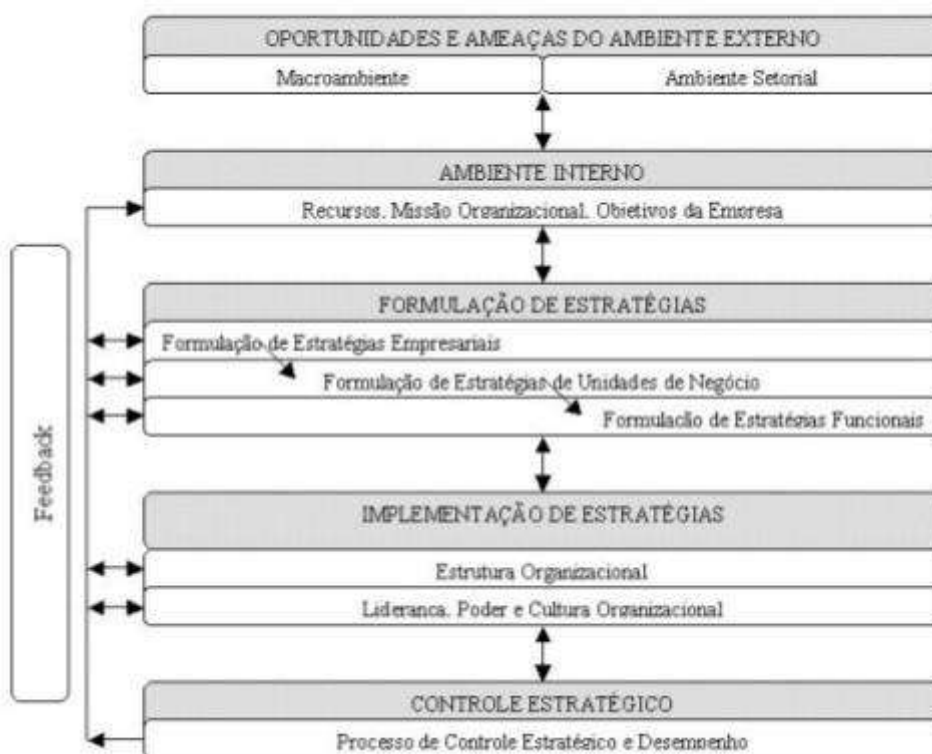 OPORTUNIDADES E AMEAÇAS DO AMBIENTE EXTERNO
Macroambiente
Ambiente Setorial
AMBIENTE INTERNO
Recursos, Missão Organizacional, Objetivos da Empresa
FORMULAÇÃO DE ESTRATÉGIAS
Formulação de Estratégias Empresariais
Formulação de Estratégias de Unidades de Negócio
Formulação de Estratégias Funcionais
IMPLEMENTAÇÃO DE ESTRATÉGIAS
Estrutura Organizacional
Liderança, Poder e Cultura Organizacional
CONTROLE ESTRATÉGICO
Processo de Controle Estratégico e Desempenho
Feedback